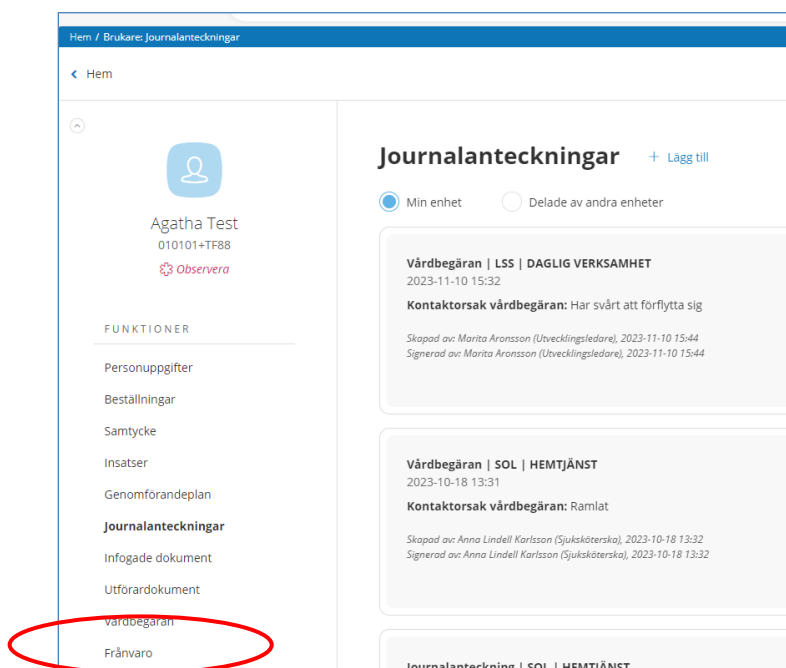 Hem / Brukare: Journalanteckningar
Hem
Agatha Test
010101+TF88
Observera
FUNKTIONER
Personuppgifter
Beställningar
Samtycke
Insatser
Genomförandeplan
Journalanteckningar
Infogade dokument
Utförardokument
Vårdbegäran
Frånvaro
Journalanteckningar + Lägg till
Min enhet Delade av andra enheter
Vårdbegäran | LSS | DAGLIG VERKSAMHET
2023-11-10 15:32
Kontaktorsak vårdbegäran: Har svårt att förflytta sig
Skapad av: Marita Aronsson (Utvecklingsledare), 2023-11-10 15:44
Signerad av: Marita Aronsson (Utvecklingsledare), 2023-11-10 15:44
Vårdbegäran | SOL | HEMTJÄNST
2023-10-18 13:31
Kontaktorsak vårdbegäran: Ramlat
Skapad av: Anna Lindell Karlsson (Sjuksköterska), 2023-10-18 13:32
Signerad av: Anna Lindell Karlsson (Sjuksköterska), 2023-10-18 13:32
Journalanteckning | SOL | HEMTJÄNST